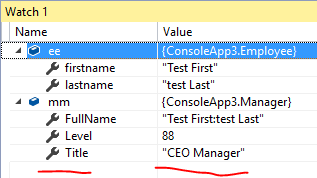 Watch 1
Name Value
ee {ConsoleApp3.Employee}
firstname "Test First"
lastname "test Last"
mm {ConsoleApp3.Manager}
FullName "Test First:test Last"
Level 88
Title "CEO Manager"